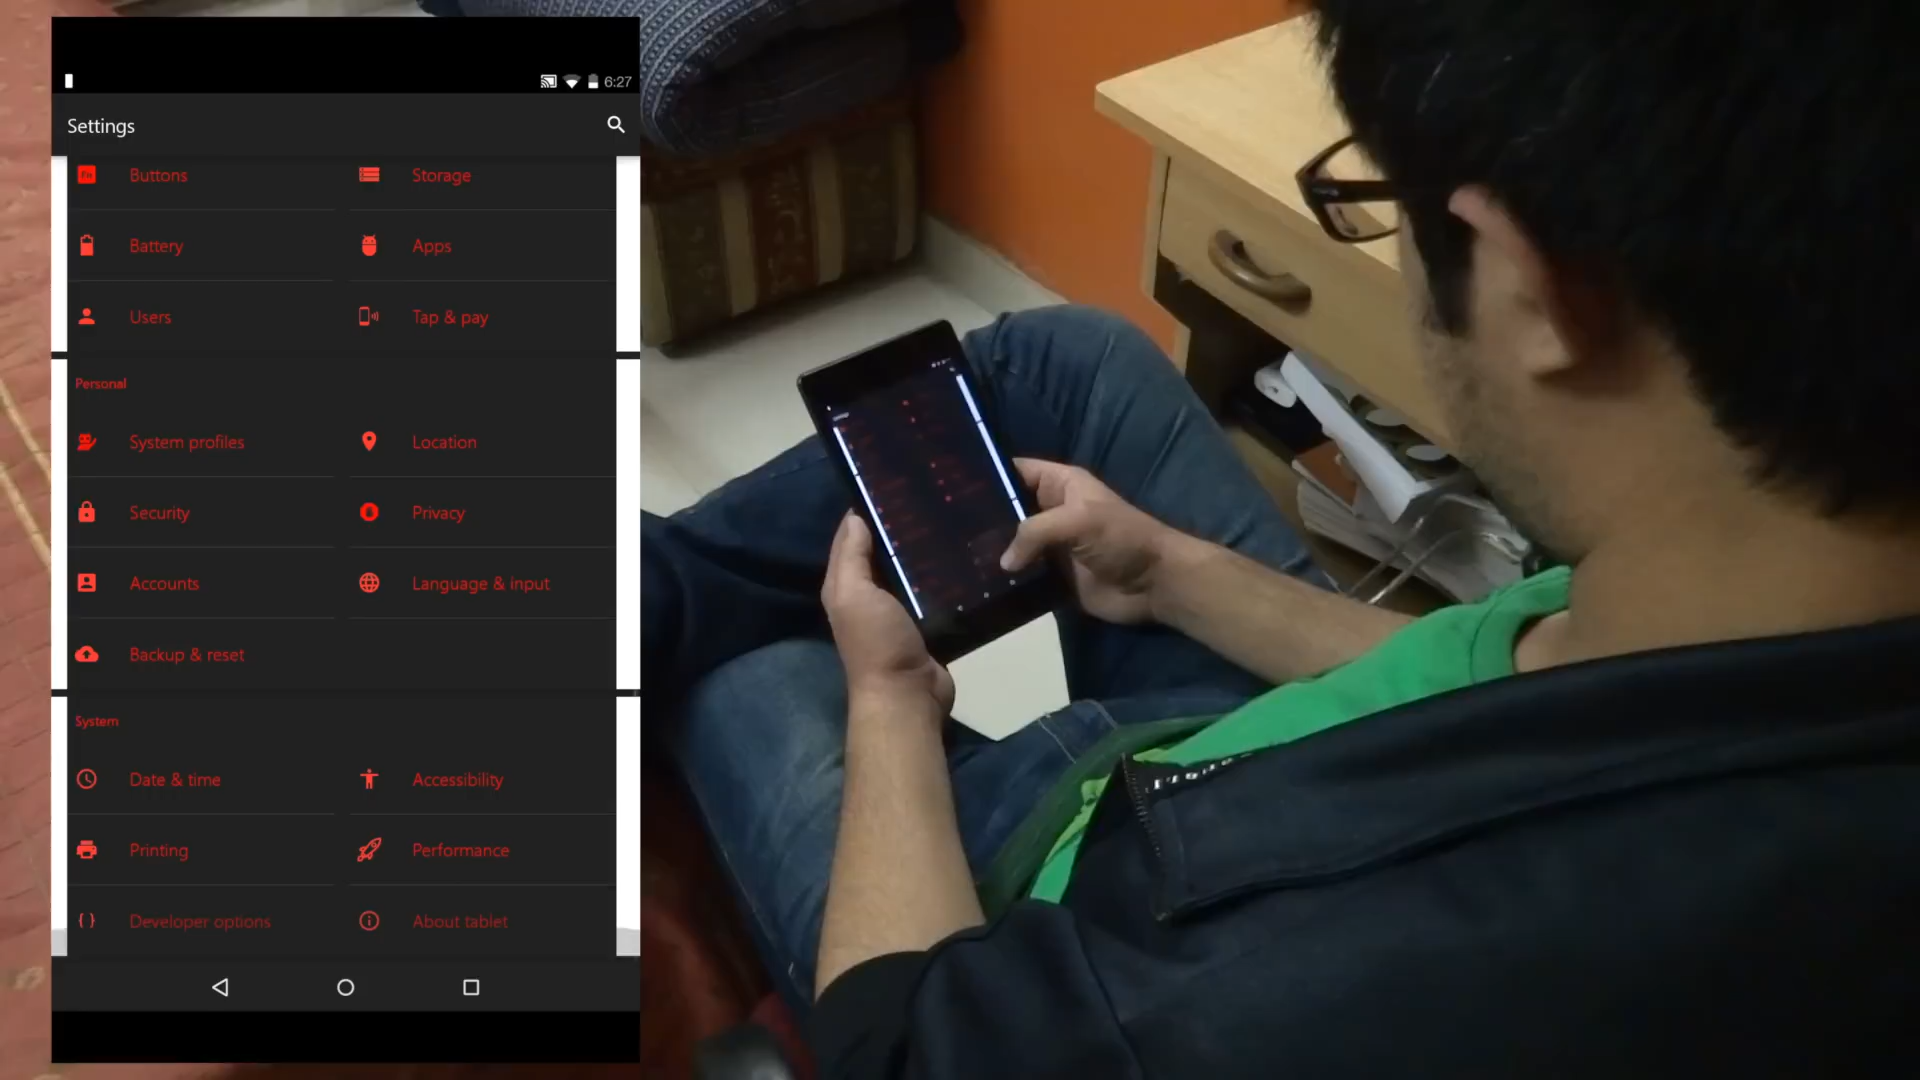 6:27
Settings
Buttons Storage
Battery Apps
Users Tap & pay
Personal
System profiles Location
Security Privacy
Accounts Language & input
Backup & reset
System
Date & time Accessibility
Printing Performance
Developer options About tablet